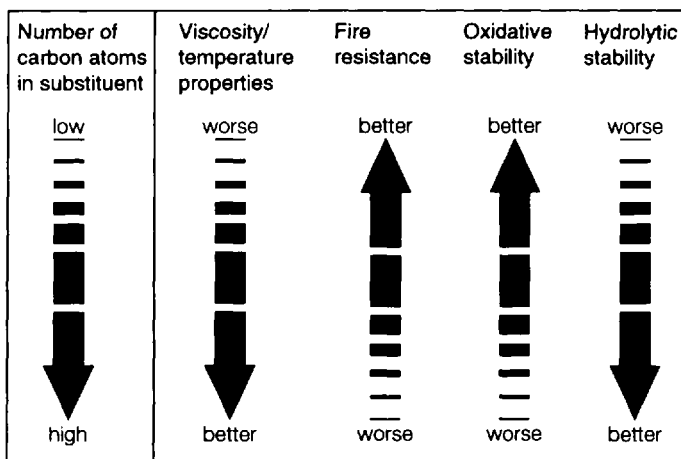 Number of
carbon atoms
in substituent
low
high
Viscosity/
temperature
properties
worse
better
Fire
resistance
better
worse
Oxidative
stability
better
worse
Hydrolytic
stability
worse
better